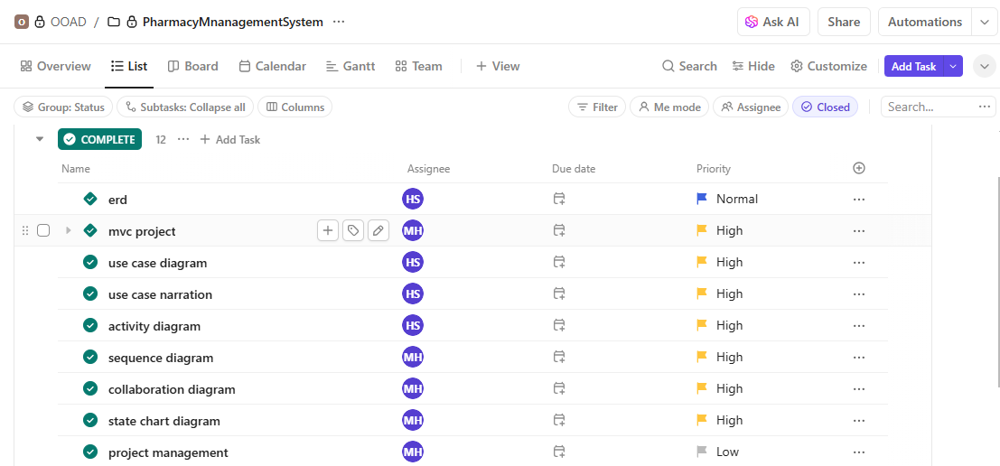 O OOAD / PharmacyMnanagementSystem ... Ask AI Share Automations
Overview List Board Calendar Gantt Team + View Search Hide Customize Add Task
Group: Status Subtasks: Collapse all Columns Filter Me mode Assignee Closed Search... ...
COMPLETE 12 ... + Add Task
Name Assignee Due date Priority
erd HS Normal ...
mvc project MH High ...
use case diagram HS High ...
use case narration HS High ...
activity diagram HS High ...
sequence diagram MH High ...
collaboration diagram MH High ...
state chart diagram MH High ...
project management MH Low ...